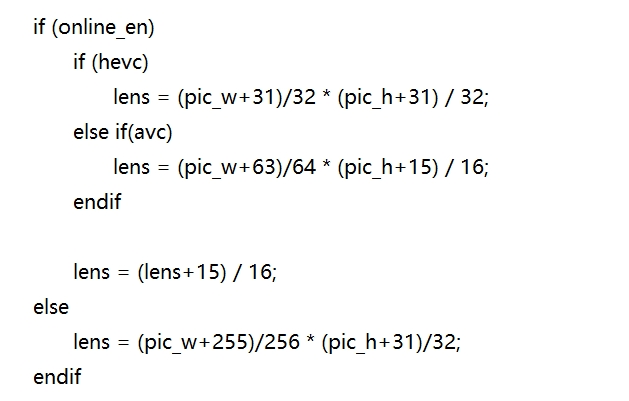 if (online_en)
if (hevc)
lens = (pic_w+31)/32 * (pic_h+31) / 32;
else if(avc)
lens = (pic_w+63)/64 * (pic_h+15) / 16;
endif
lens = (lens+15) / 16;
else
lens = (pic_w+255)/256 * (pic_h+31)/32;
endif